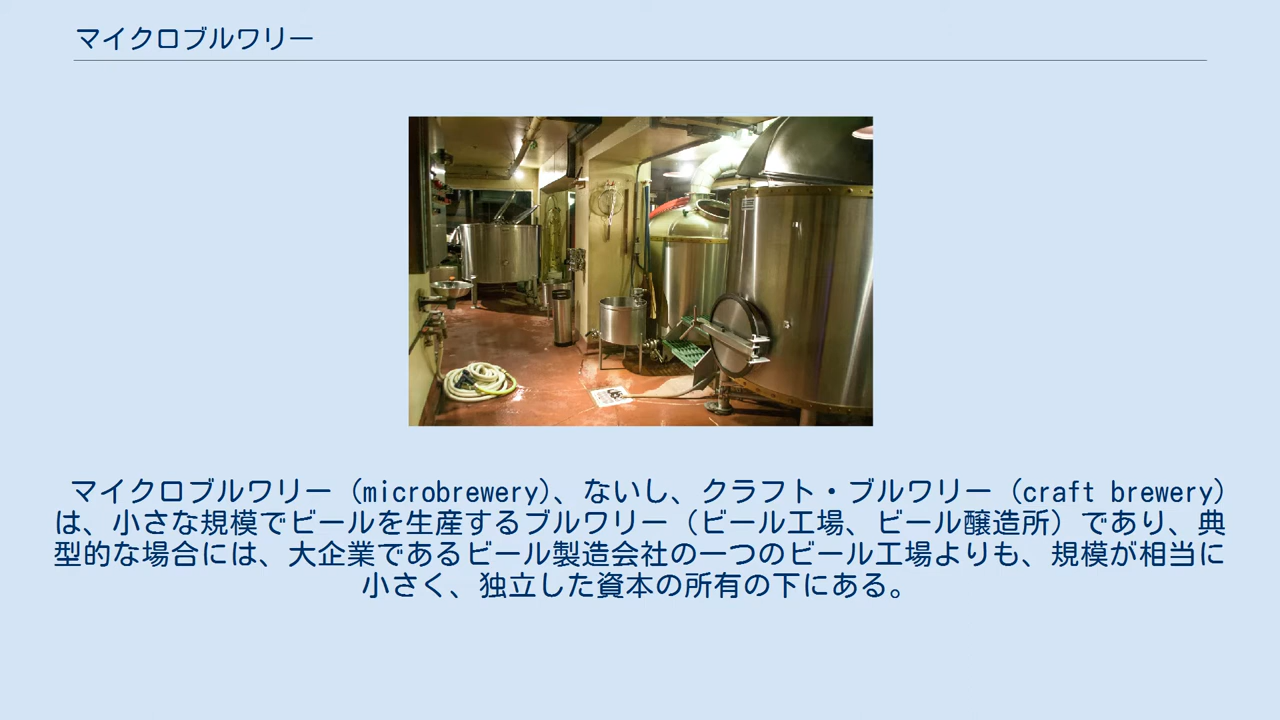 マイクロブルワリー
マイクロブルワリー（microbrewery）、ないし、クラフト・ブルワリー（craft brewery）
は、小さな規模でビールを生産するブルワリー（ビール工場、ビール醸造所）であり、典
型的な場合には、大企業であるビール製造会社の一つのビール工場よりも、規模が相当に
小さく、独立した資本の所有の下にある。